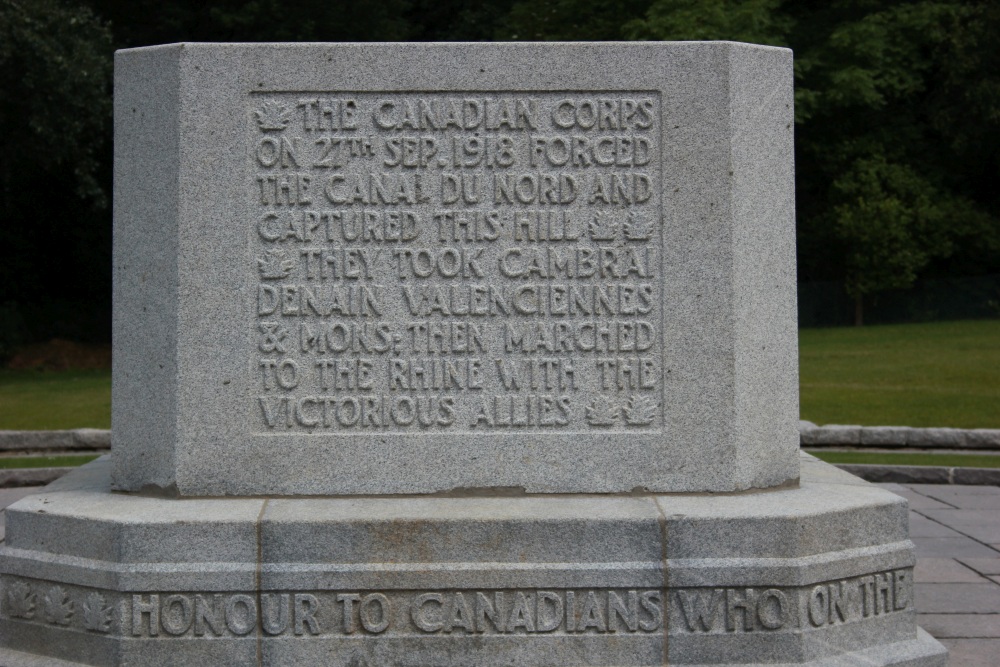 THE CANADIAN CORPS
ON 27TH SEP. 1918 FORCED
THE CANAL DU NORD AND
CAPTURED THIS HILL
THEY TOOK CAMBRAI
DENAIN VALENCIENNES
& MONS: THEN MARCHED
TO THE RHINE WITH THE
VICTORIOUS ALLIES
HONOUR TO CANADIANS WHO ON THE